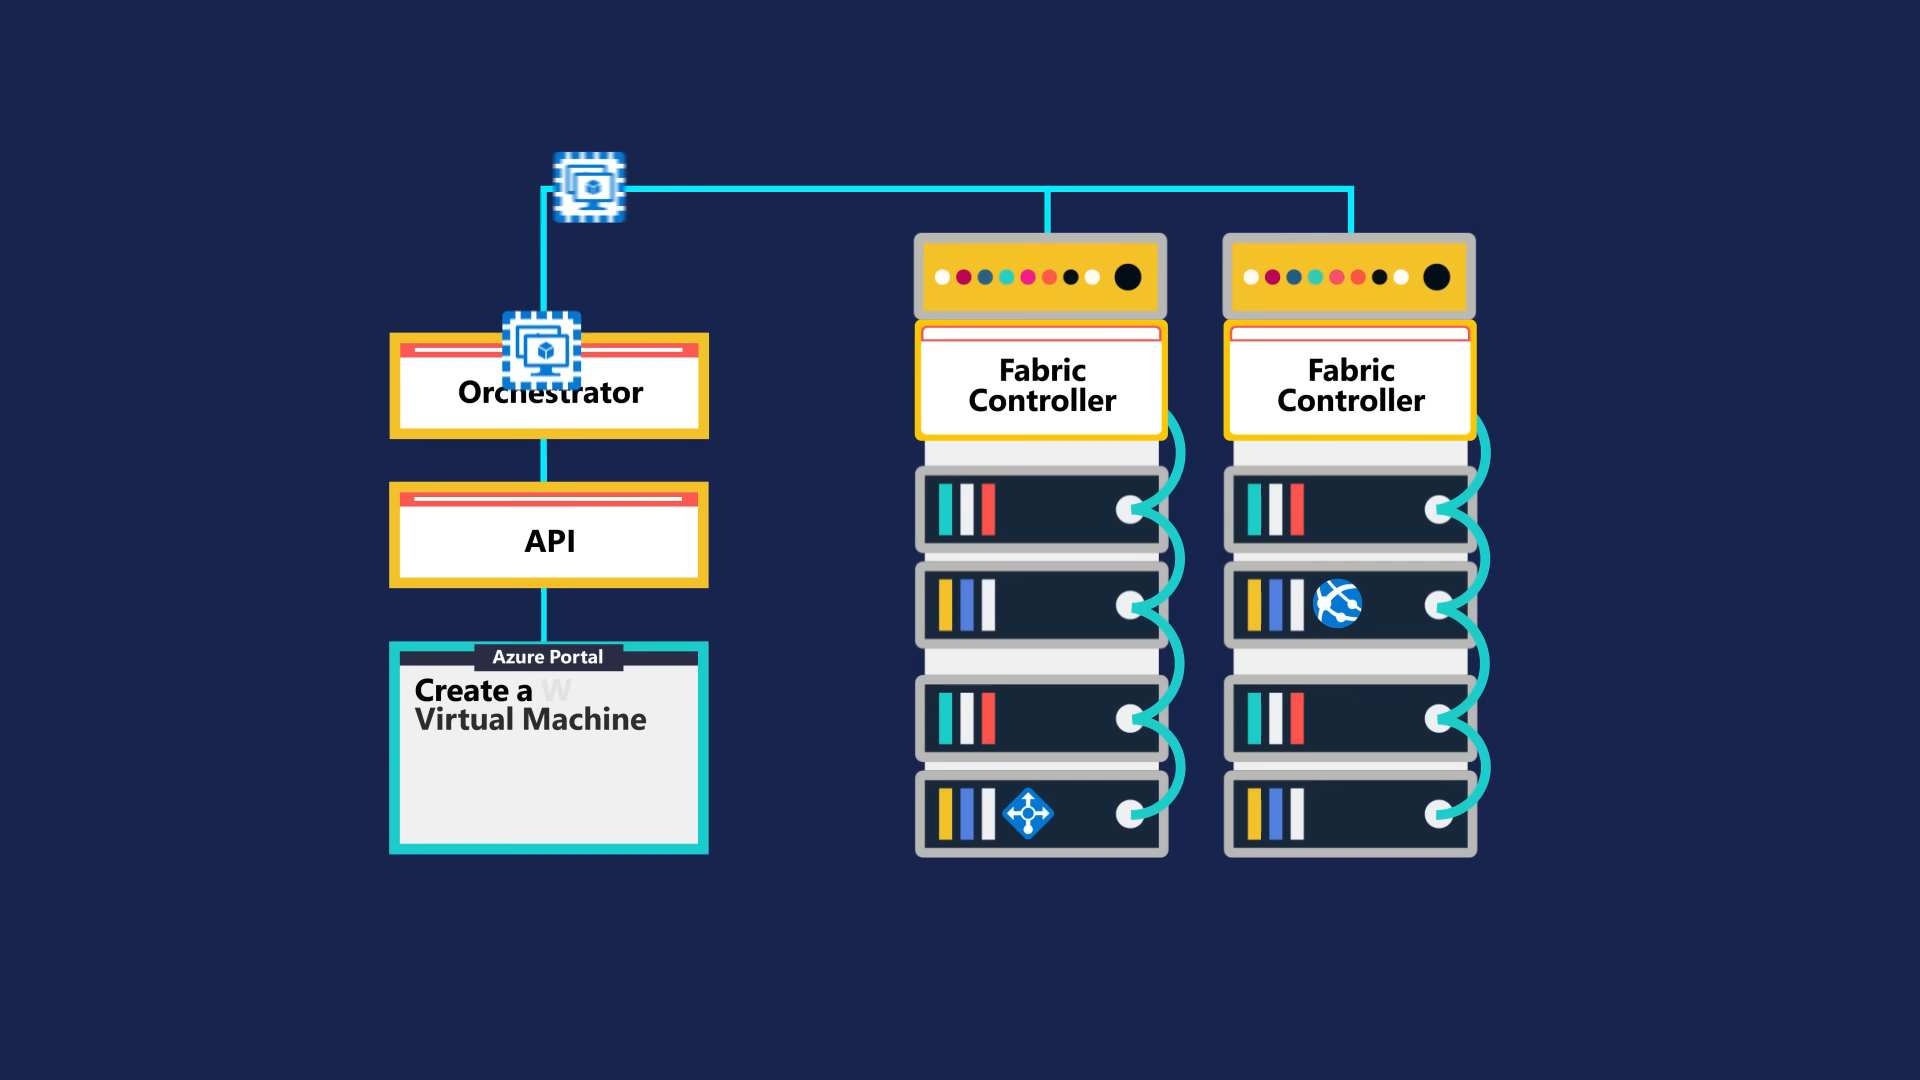 Orchestrator
API
Azure Portal
Create a W
Virtual Machine
Fabric
Controller
Fabric
Controller